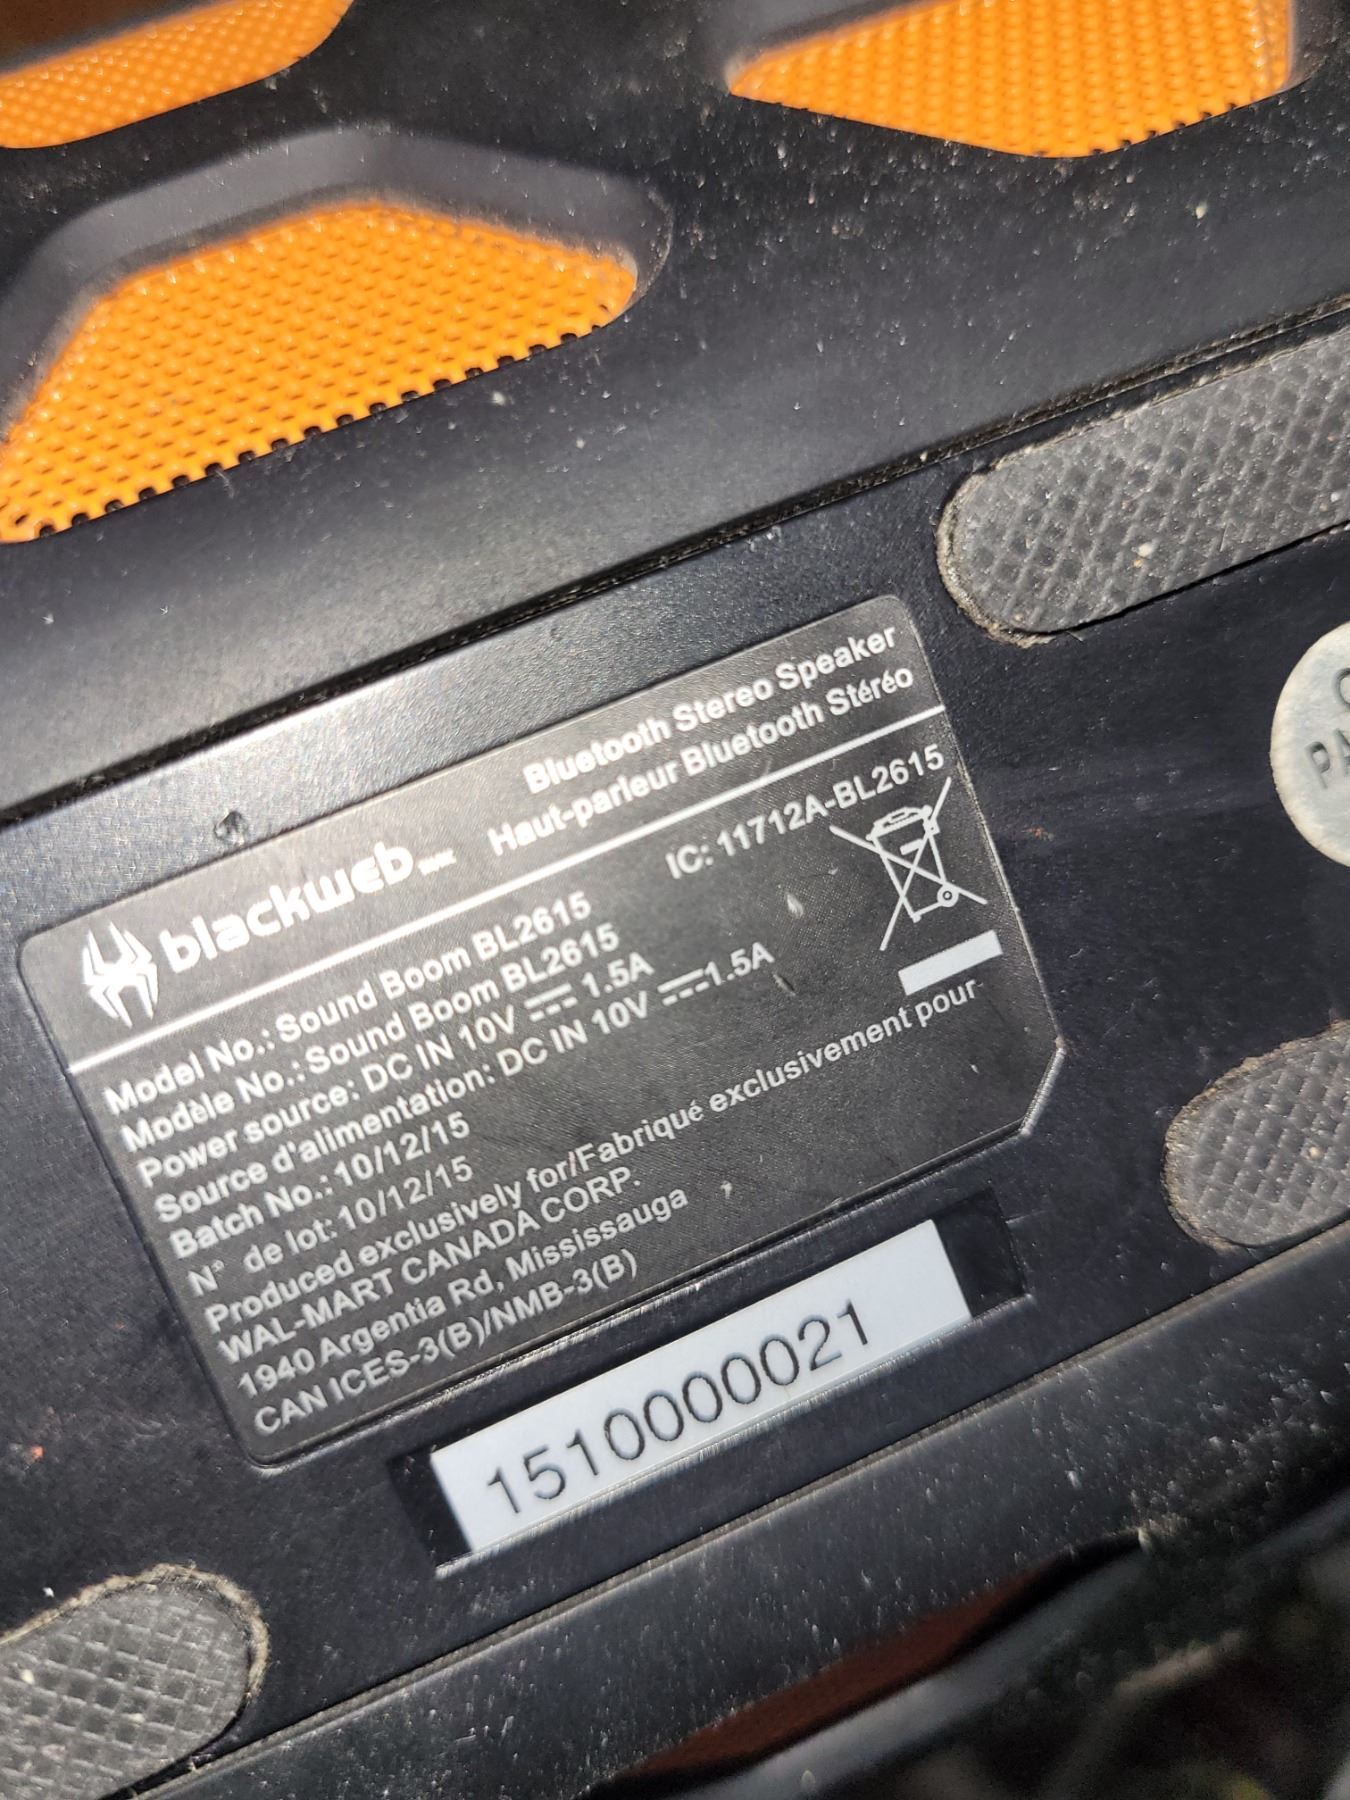 Bluetooth Stereo Speaker
blackweb
Haut-parleur Bluetooth Stéréo
IC: 11712A-BL2615
Model No.: Sound Boom BL2615
Modèle No.: Sound Boom BL2615
Power source: DC IN 10V ⎓ 1.5A
Source d'alimentation: DC IN 10V ⎓1.5A
Batch No.: 10/12/15
N° de lot: 10/12/15
Produced exclusively for/Fabriqué exclusivement pour
WAL-MART CANADA CORP.
1940 Argentia Rd, Mississauga
CAN ICES-3(B)/NMB-3(B)
1510000021